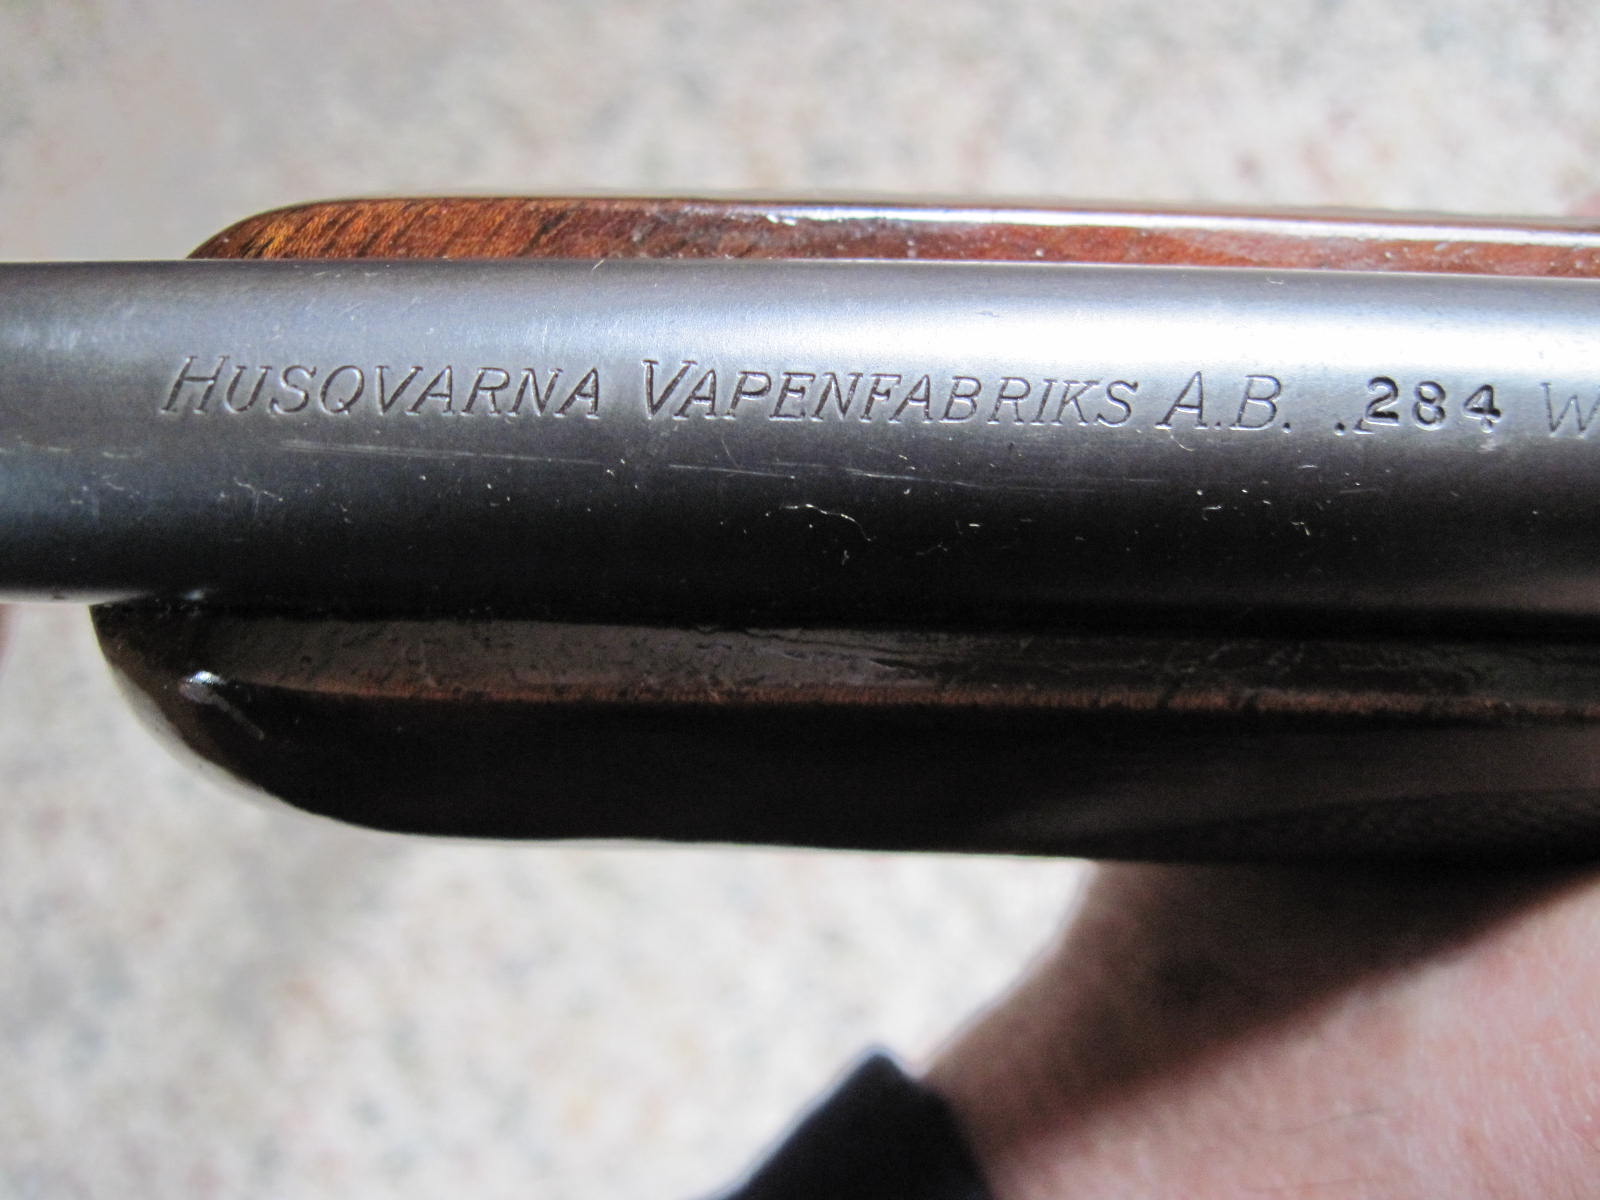 HUSQVARNA VAPENFABRIKS A.B. .284 W